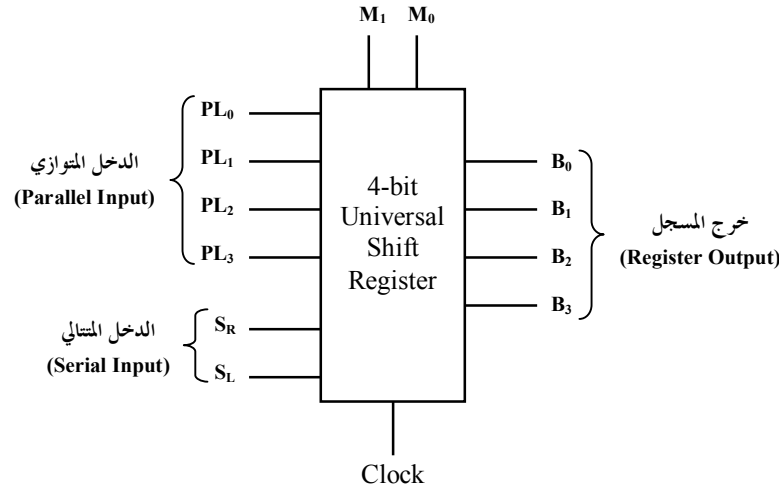 M₁ M₀
PL₀
PL₁
PL₂
PL₃
الدخل المتوازي
(Parallel Input)
S_R
S_L
الدخل المتتالي
(Serial Input)
4-bit
Universal
Shift
Register
B₀
B₁
B₂
B₃
خرج المسجل
(Register Output)
Clock